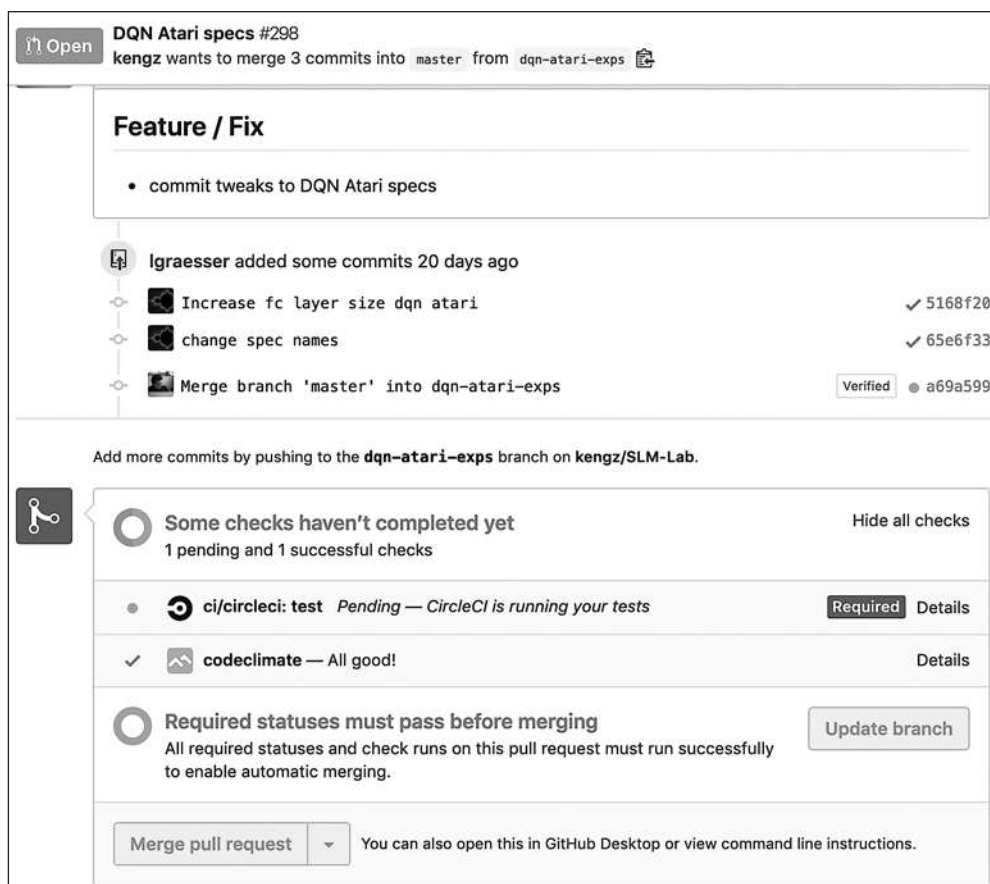 Open
DQN Atari specs #298
kengz wants to merge 3 commits into master from dqn-atari-exps
Feature / Fix
• commit tweaks to DQN Atari specs
lgraesser added some commits 20 days ago
Increase fc layer size dqn atari 5168f20
change spec names 65e6f33
Merge branch 'master' into dqn-atari-exps Verified a69a599
Add more commits by pushing to the dqn-atari-exps branch on kengz/SLM-Lab.
Some checks haven't completed yet Hide all checks
1 pending and 1 successful checks
ci/circleci: test Pending — CircleCI is running your tests Required Details
codeclimate — All good! Details
Required statuses must pass before merging Update branch
All required statuses and check runs on this pull request must run successfully
to enable automatic merging.
Merge pull request You can also open this in GitHub Desktop or view command line instructions.